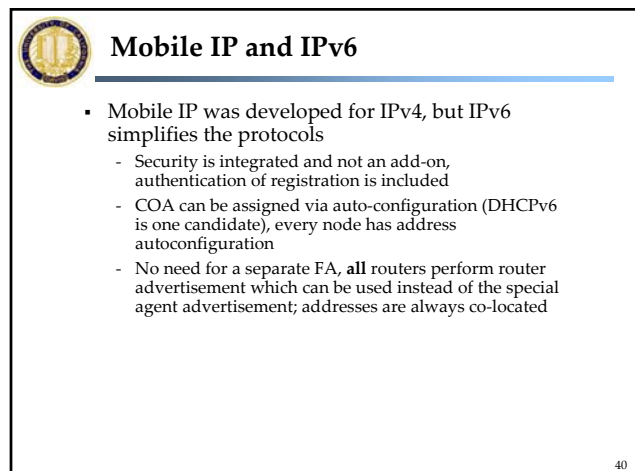 Mobile IP and IPv6
▪ Mobile IP was developed for IPv4, but IPv6
simplifies the protocols
- Security is integrated and not an add-on,
authentication of registration is included
- COA can be assigned via auto-configuration (DHCPv6
is one candidate), every node has address
autoconfiguration
- No need for a separate FA, all routers perform router
advertisement which can be used instead of the special
agent advertisement; addresses are always co-located
40